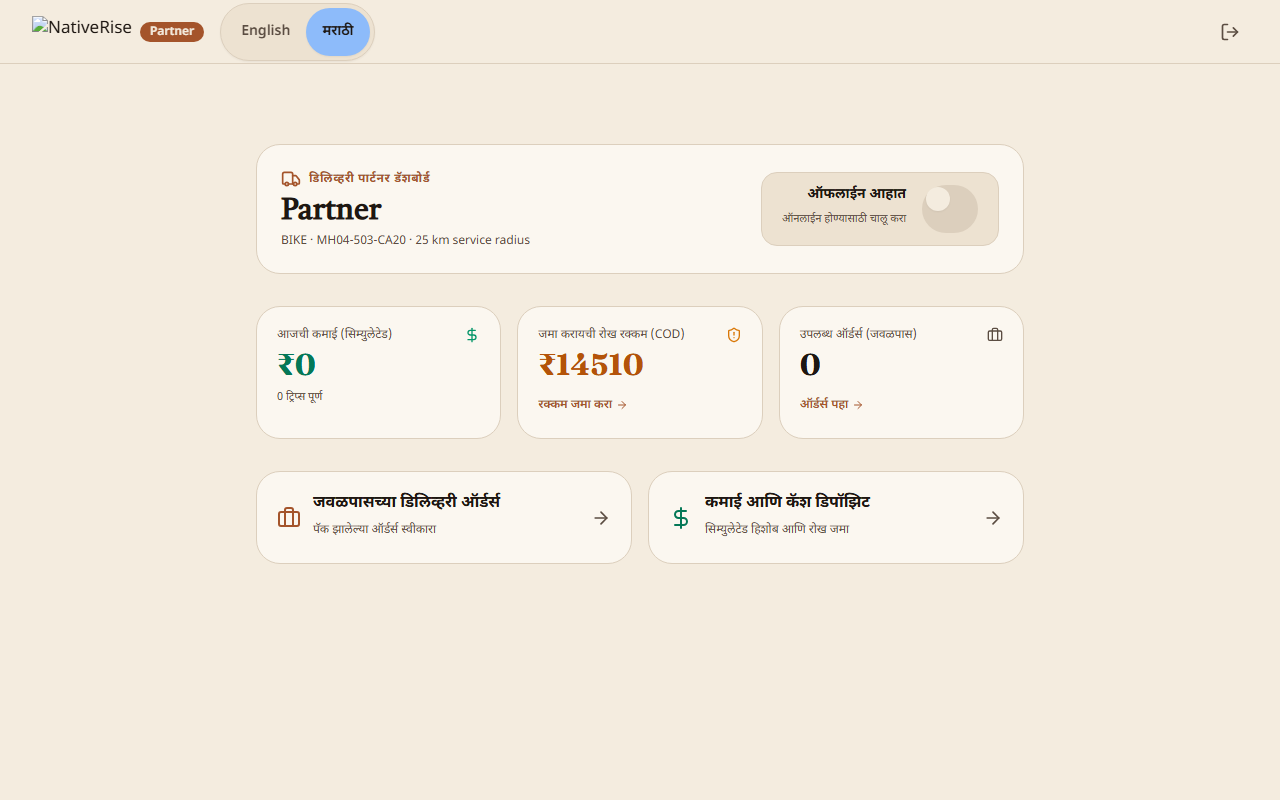 NativeRise
Partner
English
मराठी
डिलिव्हरी पार्टनर डॅशबोर्ड
Partner
BIKE · MH04-503-CA20 · 25 km service radius
ऑफलाईन आहात
ऑनलाईन होण्यासाठी चालू करा
आजची कमाई (सिम्युलेटेड)
₹0
0 ट्रिप्स पूर्ण
जमा करायची रोख रक्कम (COD)
₹14510
रक्कम जमा करा →
उपलब्ध ऑर्डर्स (जवळपास)
0
ऑर्डर्स पहा →
जवळपासच्या डिलिव्हरी ऑर्डर्स
पॅक झालेल्या ऑर्डर्स स्वीकारा
कमाई आणि कॅश डिपॉझिट
सिम्युलेटेड हिशोब आणि रोख जमा